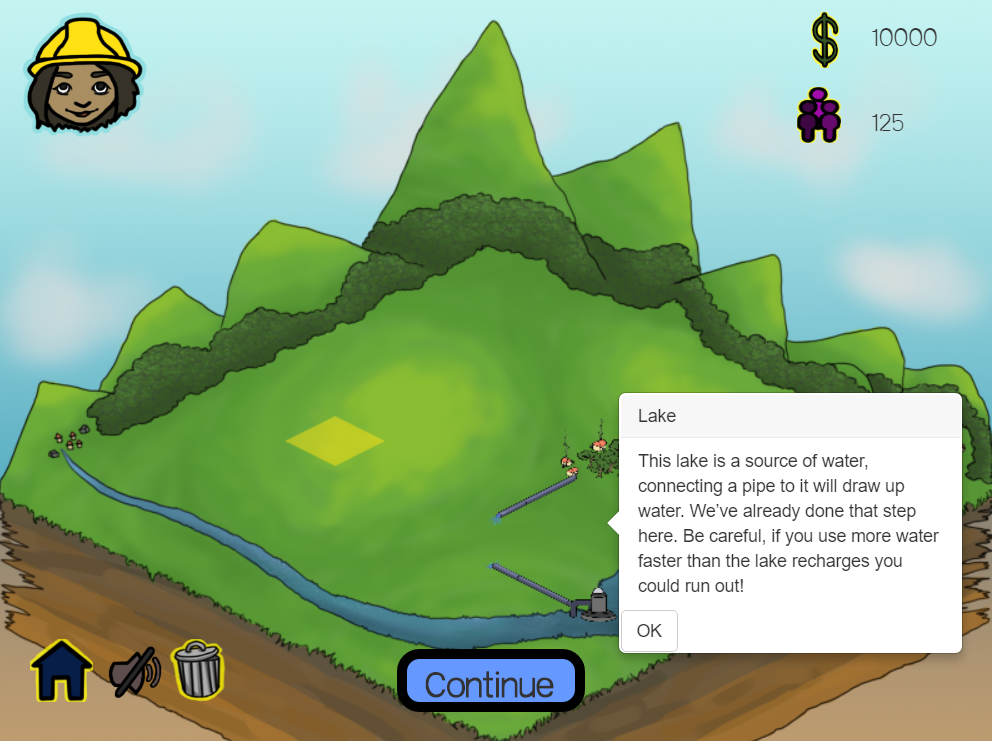 10000
125
Lake
This lake is a source of water,
connecting a pipe to it will draw up
water. We've already done that step
here. Be careful, if you use more water
faster than the lake recharges you
could run out!
OK
Continue